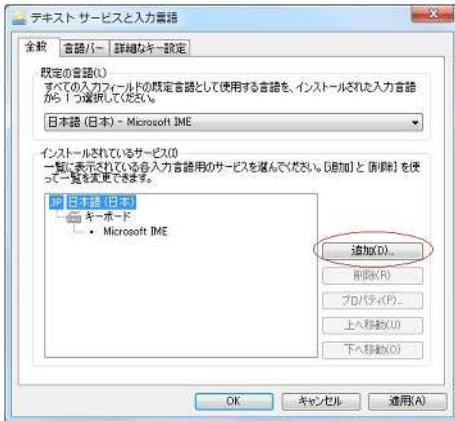 テキスト サービスと入力言語
全般 言語バー 詳細なキー設定
既定の言語(L)
すべての入力フィールドの既定言語として使用する言語を、インストールされた入力言語
から 1 つ選択してください。
日本語 (日本) - Microsoft IME
インストールされているサービス(I)
一覧に表示されている各入力言語用のサービスを選んでください。[追加] と [削除] を使
って一覧を変更できます。
JP 日本語 (日本)
キーボード
• Microsoft IME
追加(D)...
削除(R)
プロパティ(P)...
上へ移動(U)
下へ移動(O)
OK キャンセル 適用(A)